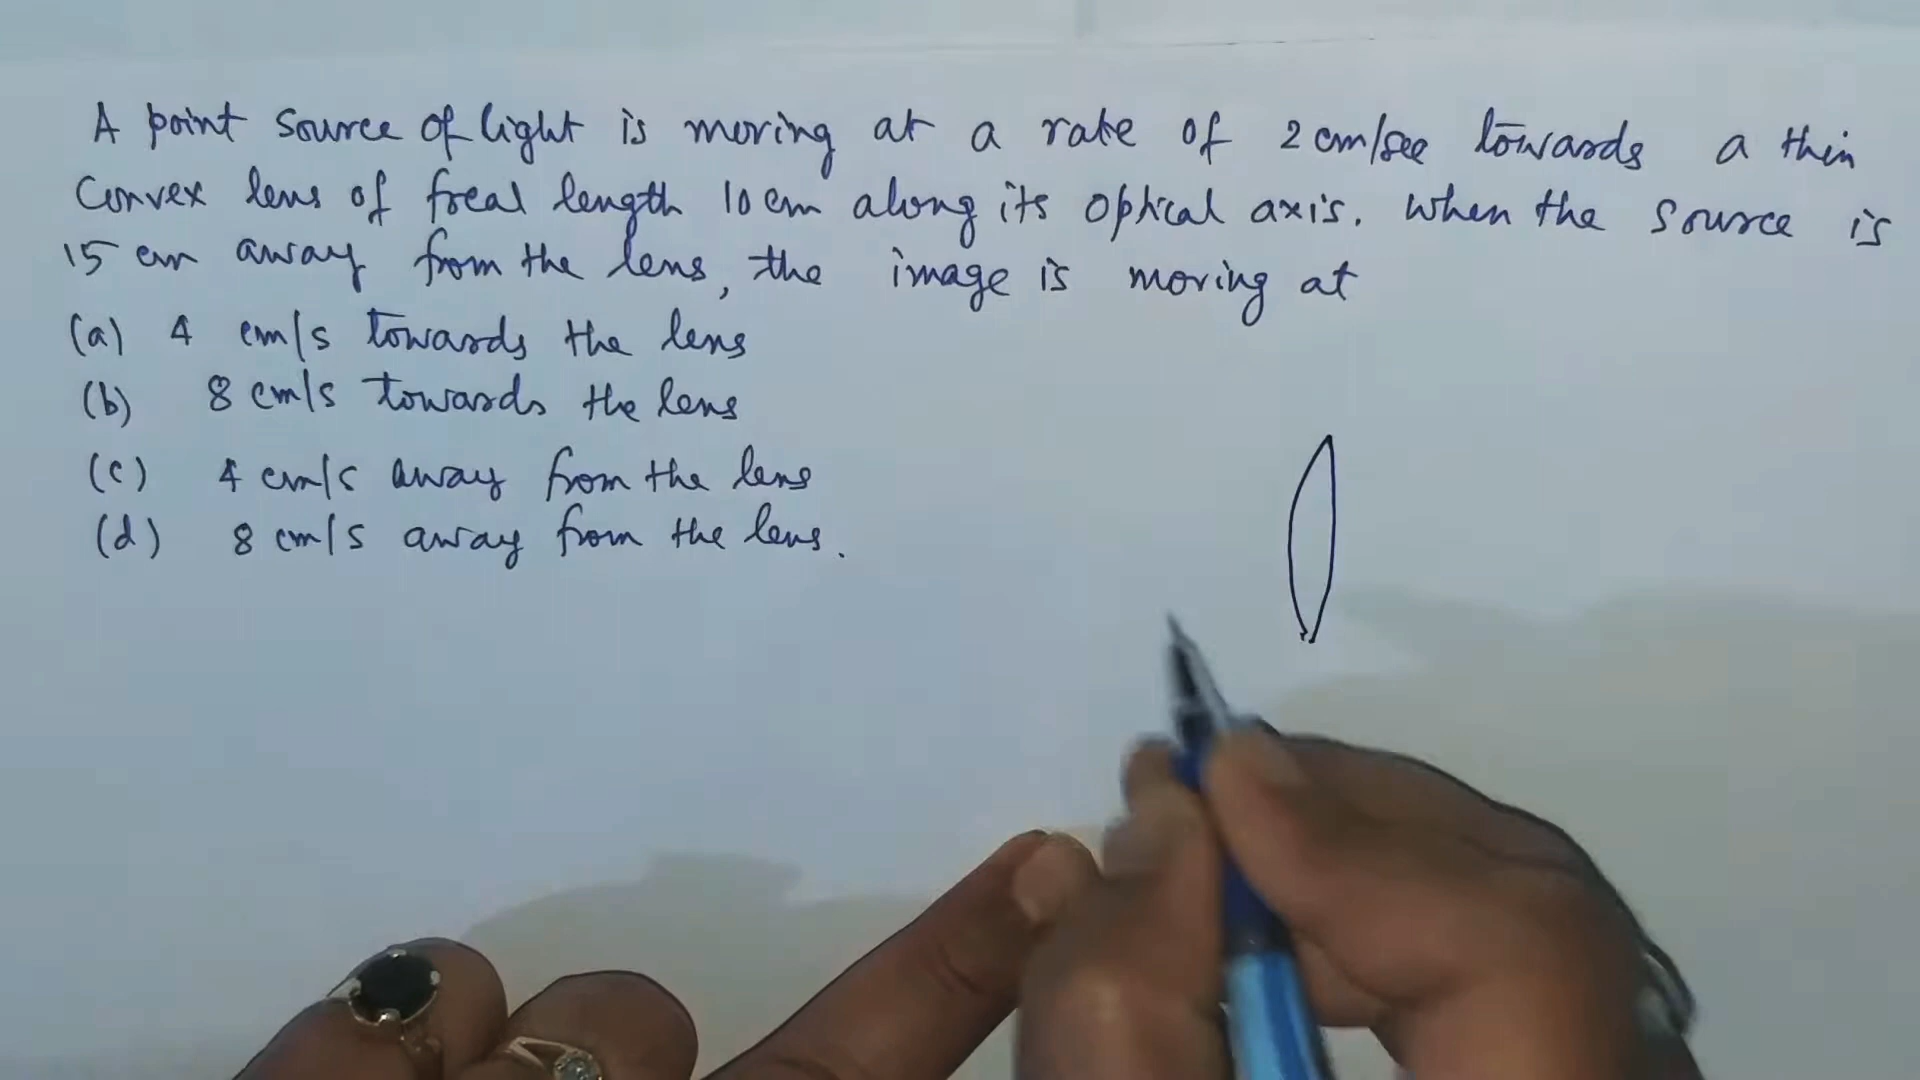 A point source of light is moving at a rate of 2 cm/sec towards a thin
Convex lens of focal length 10 cm along its optical axis. When the source is
15 cm away from the lens, the image is moving at
(a) 4 cm/s towards the lens
(b) 8 cm/s towards the lens
(c) 4 cm/s away from the lens
(d) 8 cm/s away from the lens.